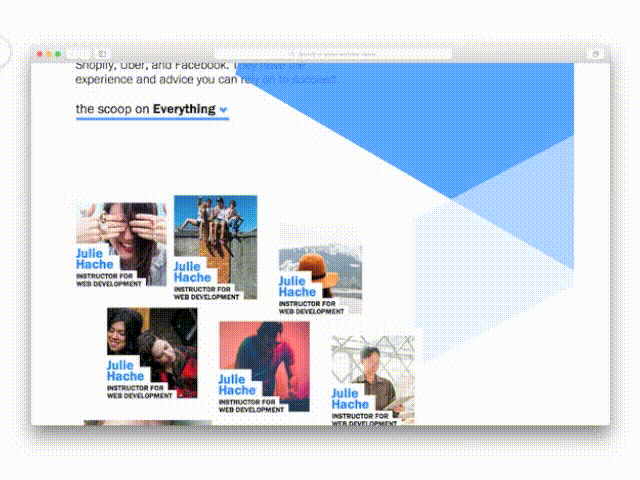 Shopify, Uber, and Facebook. They have the
experience and advice you can rely on to succeed.
the scoop on Everything
Julie
Hache
INSTRUCTOR FOR
WEB DEVELOPMENT
Julie
Hache
INSTRUCTOR FOR
WEB DEVELOPMENT
Julie
Hache
INSTRUCTOR FOR
WEB DEVELOPMENT
Julie
Hache
INSTRUCTOR FOR
WEB DEVELOPMENT
Julie
Hache
INSTRUCTOR FOR
WEB DEVELOPMENT
Julie
Hache
INSTRUCTOR FOR
WEB DEVELOPMENT